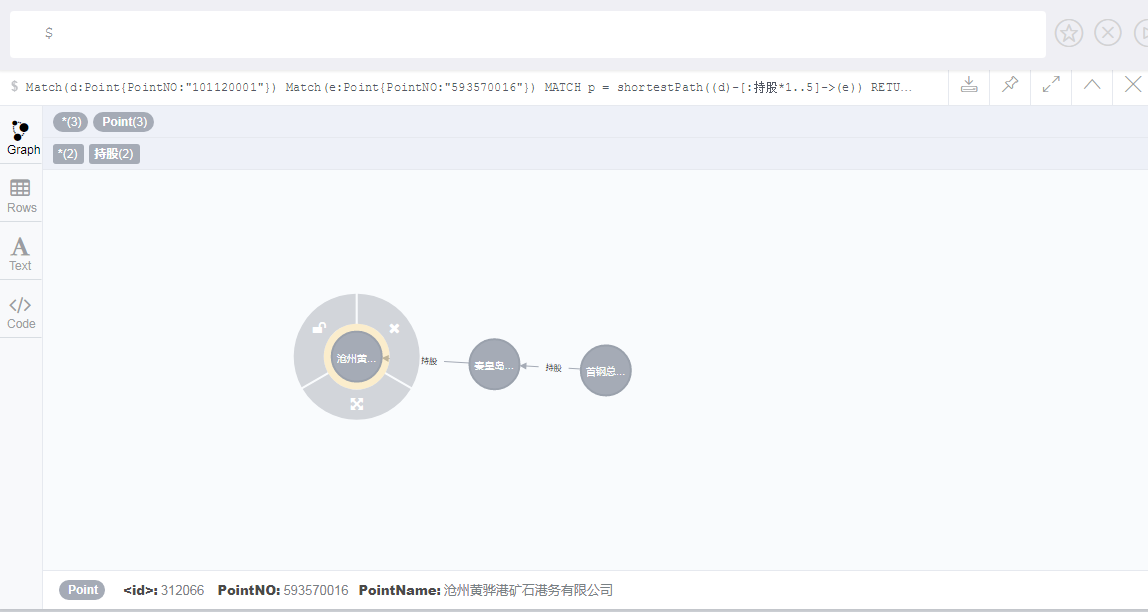 $
$ Match(d:Point{PointNO:"101120001"}) Match(e:Point{PointNO:"593570016"}) MATCH p = shortestPath((d)-[:持股*1..5]->(e)) RETU...
*(3) Point(3)
*(2) 持股(2)
Graph
Rows
Text
Code
沧州黄...
持股
秦皇岛...
持股
首钢总...
Point <id>: 312066 PointNO: 593570016 PointName: 沧州黄骅港矿石港务有限公司